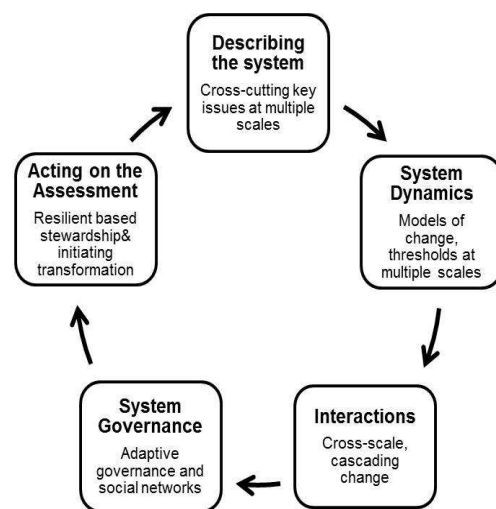 Describing
the system
Cross-cutting key
issues at multiple
scales
System
Dynamics
Models of
change,
thresholds at
multiple scales
Interactions
Cross-scale,
cascading
change
System
Governance
Adaptive
governance and
social networks
Acting on the
Assessment
Resilient based
stewardship&
initiating
transformation